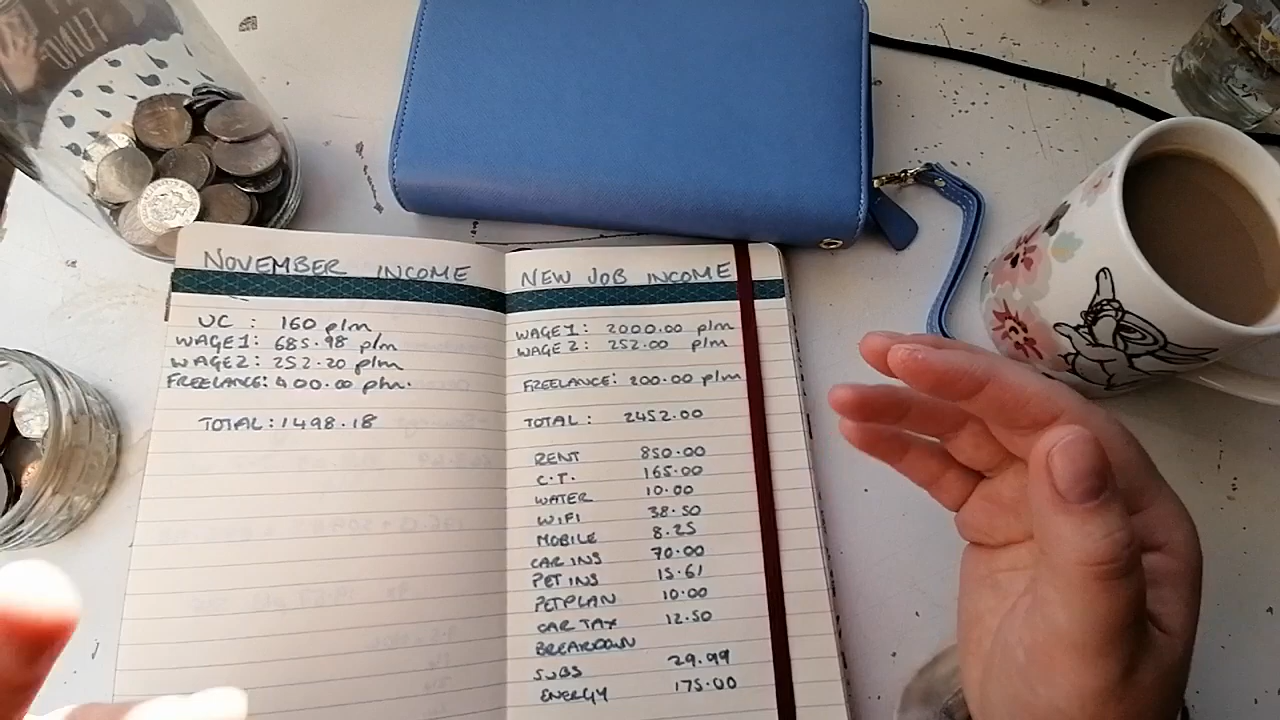 FUND
NOVEMBER INCOME
UC : 160 p/m
WAGE1: 685.98 p/m
WAGE2: 252.20 p/m
FREELANCE: 400.00 p/m.
TOTAL: 1498.18
NEW JOB INCOME
WAGE1: 2000.00 p/m
WAGE2: 252.00 p/m
FREELANCE: 200.00 p/m
TOTAL: 2452.00
RENT 850.00
C.T. 165.00
WATER 10.00
WIFI 38.50
MOBILE 8.25
CAR INS 70.00
PET INS 15.61
PETPLAN 10.00
CAR TAX 12.50
BREAKDOWN
SUBS 29.99
ENERGY 175.00